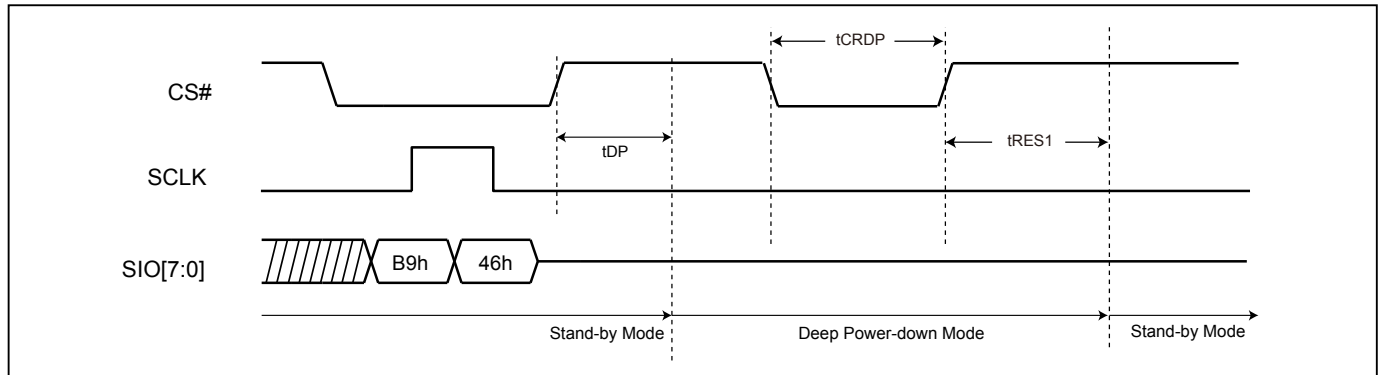 tCRDP
CS#
tDP
tRES1
SCLK
SIO[7:0]
B9h
46h
Stand-by Mode
Deep Power-down Mode
Stand-by Mode